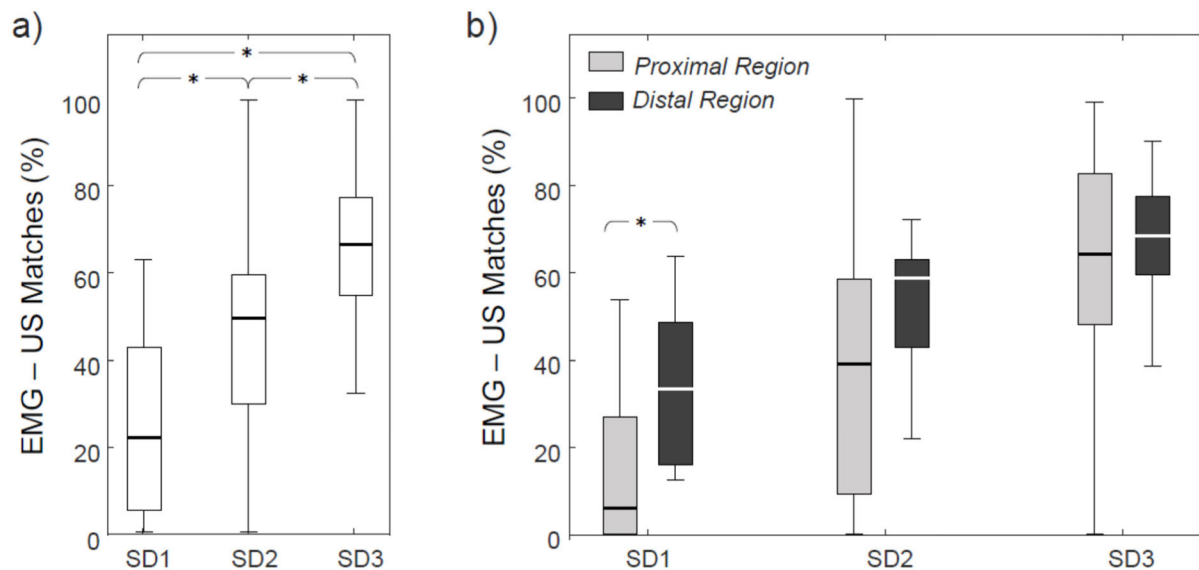 a)
EMG – US Matches (%)
100
80
60
40
20
0
SD1 SD2 SD3
* 
* *
b)
EMG – US Matches (%)
100
80
60
40
20
0
Proximal Region
Distal Region
*
SD1 SD2 SD3